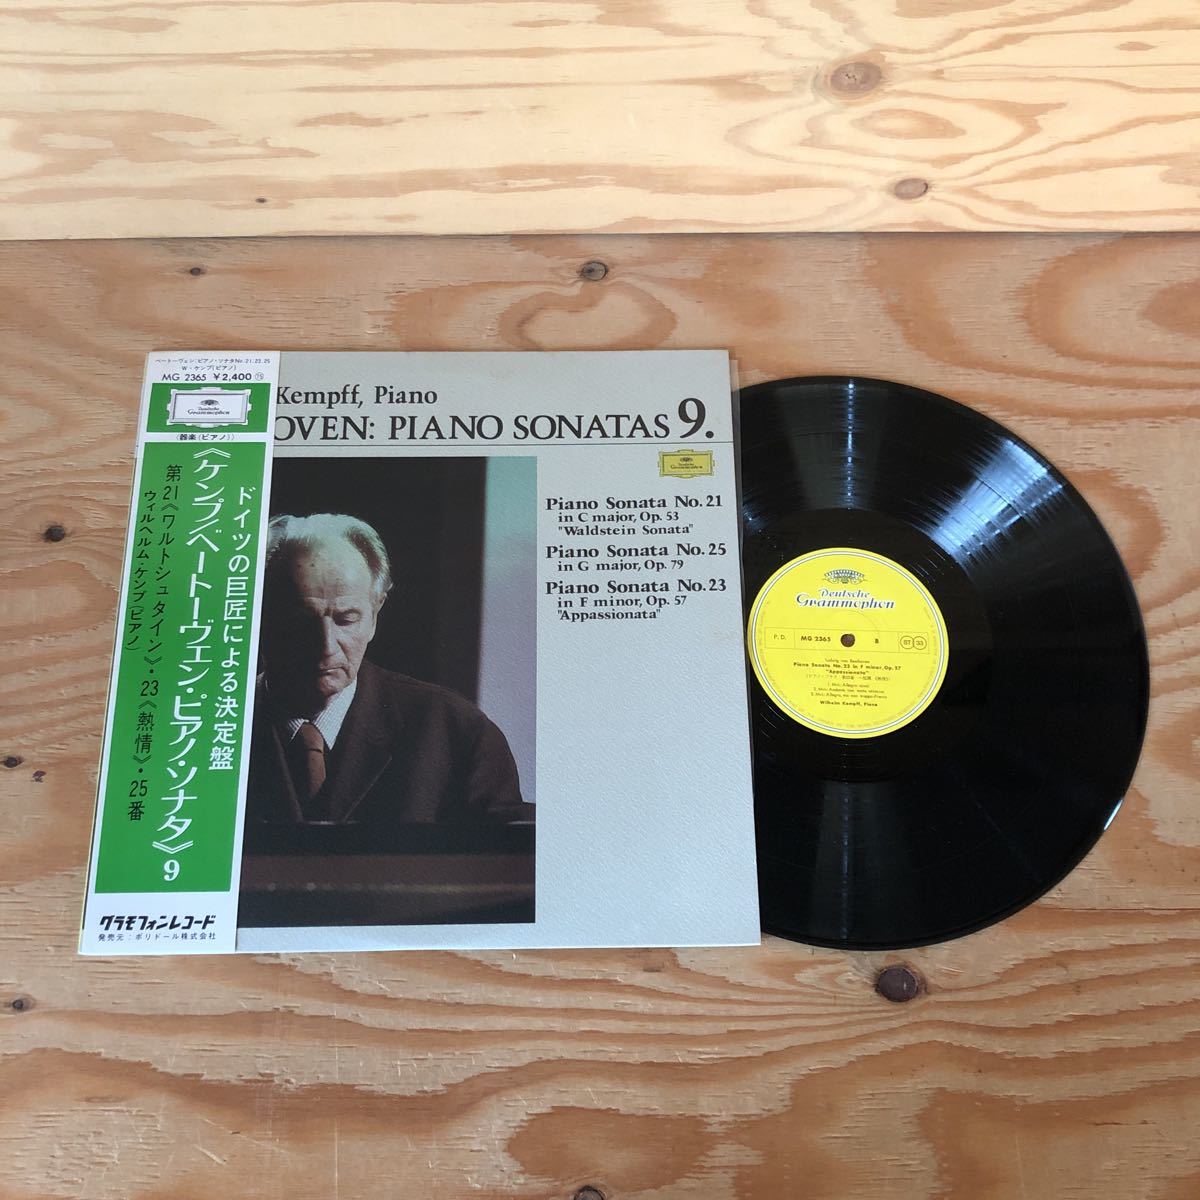 ベートーヴェン:ピアノ・ソナタNo.21.23.25
W・ケンプ(ピアノ)
MG 2365 ¥2,400
Deutsche
Grammophon
(器楽(ピアノ))
ドイツの巨匠による決定盤
《ケンプ/ベートーヴェン・ピアノ・ソナタ》9
第21《ワルトシュタイン》・23《熱情》・25番
ウィルヘルム・ケンプ(ピアノ)
グラモフォンレコード
発売元:ポリドール株式会社
Kempff, Piano
OVEN: PIANO SONATAS 9.
Piano Sonata No. 21
in C major, Op. 53
"Waldstein Sonata"
Piano Sonata No. 25
in G major, Op. 79
Piano Sonata No. 23
in F minor, Op. 57
"Appassionata"
Deutsche
Grammophon
P.D. MG 2365 B ST 33
Ludwig van Beethoven
Piano Sonata No. 23 in F minor, Op. 57
"Appassionata"
Wilhelm Kempff, Piano